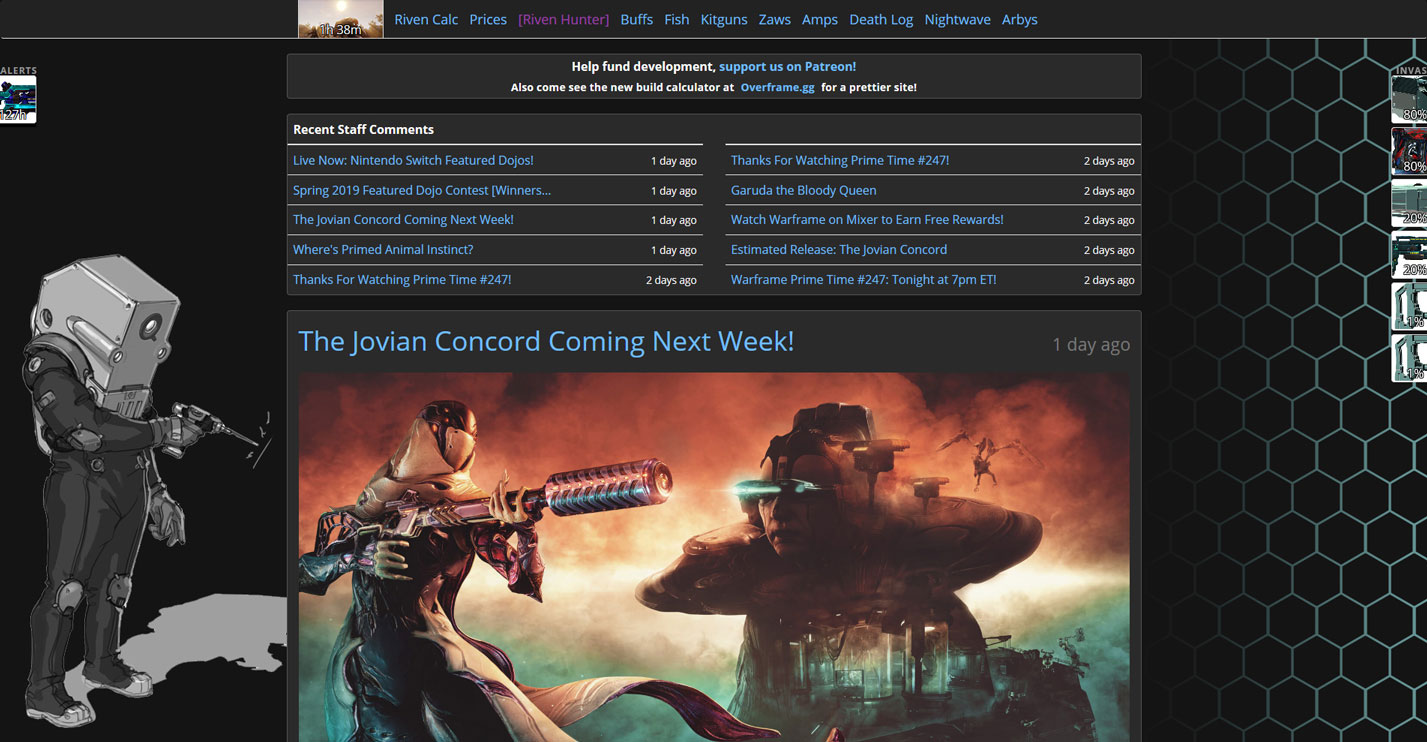 1h 38m
Riven Calc Prices [Riven Hunter] Buffs Fish Kitguns Zaws Amps Death Log Nightwave Arbys
ALERTS
127h
INVAS
80%
80%
20%
20%
1%
1%
Help fund development, support us on Patreon!
Also come see the new build calculator at Overframe.gg for a prettier site!
Recent Staff Comments
Live Now: Nintendo Switch Featured Dojos! 1 day ago
Spring 2019 Featured Dojo Contest [Winners... 1 day ago
The Jovian Concord Coming Next Week! 1 day ago
Where's Primed Animal Instinct? 1 day ago
Thanks For Watching Prime Time #247! 2 days ago
Thanks For Watching Prime Time #247! 2 days ago
Garuda the Bloody Queen 2 days ago
Watch Warframe on Mixer to Earn Free Rewards! 2 days ago
Estimated Release: The Jovian Concord 2 days ago
Warframe Prime Time #247: Tonight at 7pm ET! 2 days ago
The Jovian Concord Coming Next Week! 1 day ago